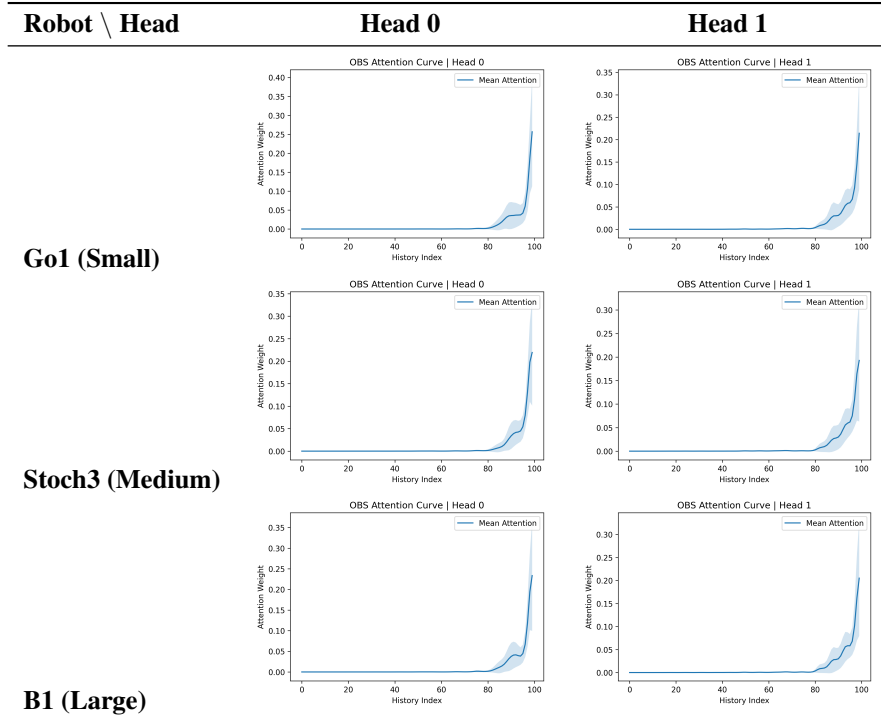 Robot \ Head Head 0 Head 1
OBS Attention Curve | Head 0
Mean Attention
0.40
0.35
0.30
0.25
0.20
0.15
0.10
0.05
0.00
Attention Weight
0 20 40 60 80 100
History Index
OBS Attention Curve | Head 1
Mean Attention
0.35
0.30
0.25
0.20
0.15
0.10
0.05
0.00
Attention Weight
0 20 40 60 80 100
History Index
Go1 (Small)
OBS Attention Curve | Head 0
Mean Attention
0.35
0.30
0.25
0.20
0.15
0.10
0.05
0.00
Attention Weight
0 20 40 60 80 100
History Index
OBS Attention Curve | Head 1
Mean Attention
0.30
0.25
0.20
0.15
0.10
0.05
0.00
Attention Weight
0 20 40 60 80 100
History Index
Stoch3 (Medium)
OBS Attention Curve | Head 0
Mean Attention
0.35
0.30
0.25
0.20
0.15
0.10
0.05
0.00
Attention Weight
0 20 40 60 80 100
History Index
OBS Attention Curve | Head 1
Mean Attention
0.30
0.25
0.20
0.15
0.10
0.05
0.00
Attention Weight
0 20 40 60 80 100
History Index
B1 (Large)